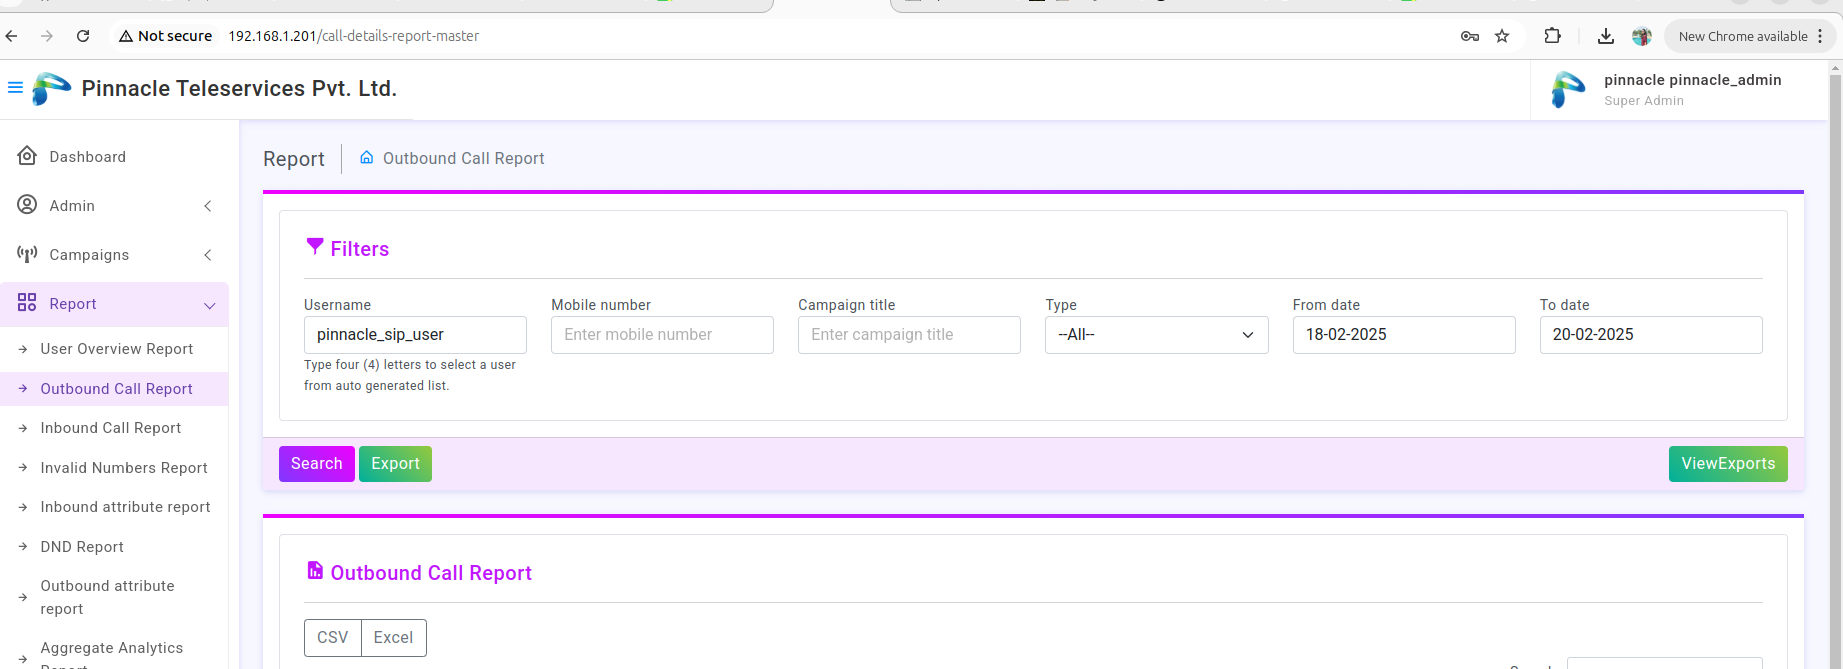 Not secure 192.168.1.201/call-details-report-master
New Chrome available
Pinnacle Teleservices Pvt. Ltd.
pinnacle pinnacle_admin
Super Admin
Dashboard
Admin
Campaigns
Report
User Overview Report
Outbound Call Report
Inbound Call Report
Invalid Numbers Report
Inbound attribute report
DND Report
Outbound attribute
report
Aggregate Analytics
Report Outbound Call Report
Filters
Username
pinnacle_sip_user
Type four (4) letters to select a user
from auto generated list.
Mobile number
Enter mobile number
Campaign title
Enter campaign title
Type
--All--
From date
18-02-2025
To date
20-02-2025
Search Export ViewExports
Outbound Call Report
CSV Excel